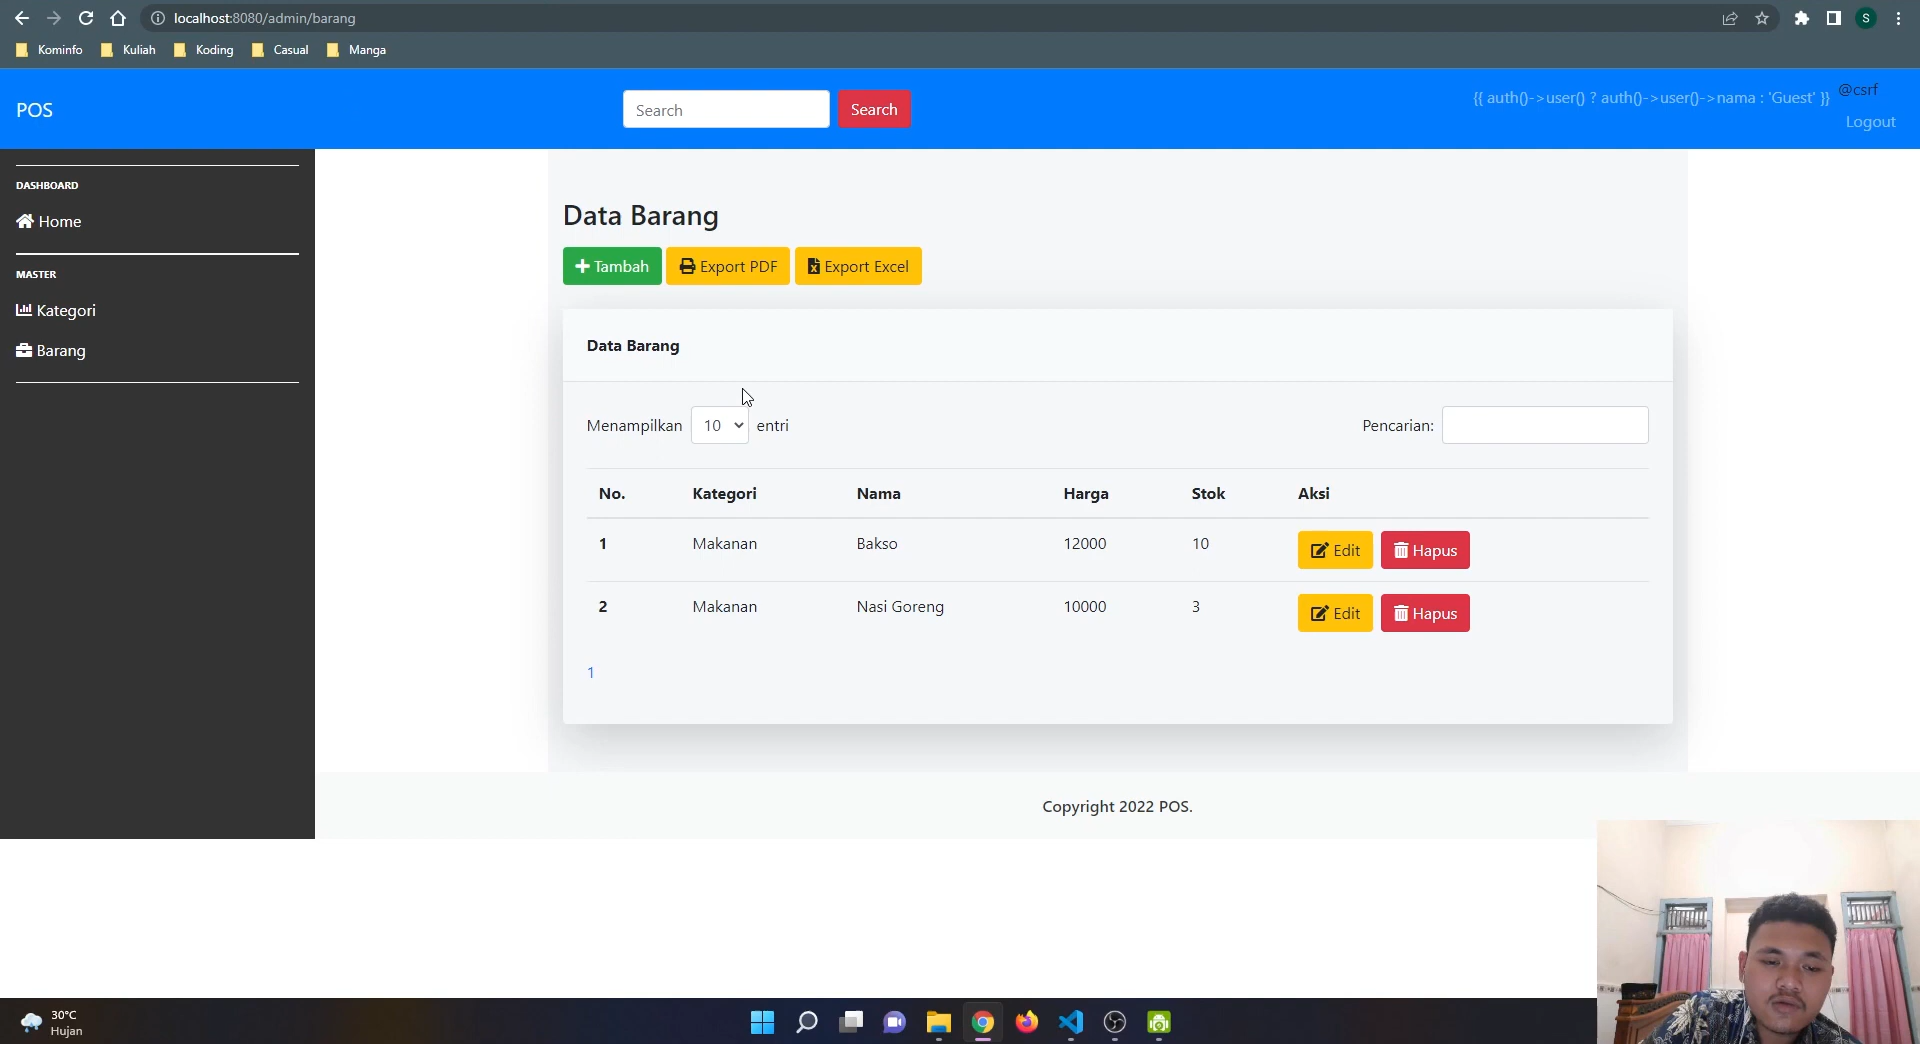 localhost:8080/admin/barang
S
Kominfo Kuliah Koding Casual Manga
POS
Search Search
{{ auth()->user() ? auth()->user()->nama : 'Guest' }} @csrf
Logout
DASHBOARD
Home
MASTER
Kategori
Barang
Data Barang
Tambah Export PDF Export Excel
Data Barang
Menampilkan 10 entri Pencarian:
No. Kategori Nama Harga Stok Aksi
1 Makanan Bakso 12000 10 Edit Hapus
2 Makanan Nasi Goreng 10000 3 Edit Hapus
1
Copyright 2022 POS.
30°C
Hujan